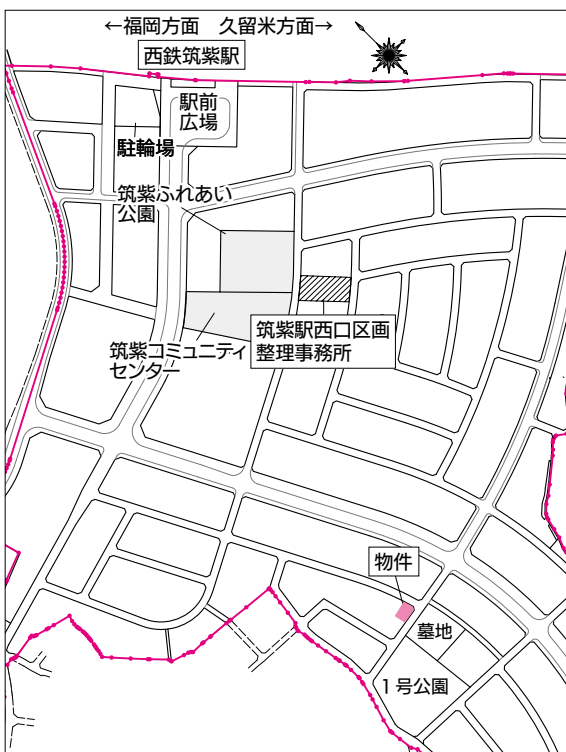 ←福岡方面　久留米方面→
西鉄筑紫駅
駅前
広場
駐輪場
筑紫ふれあい
公園
筑紫コミュニティ
センター
筑紫駅西口区画
整理事務所
物件
墓地
１号公園